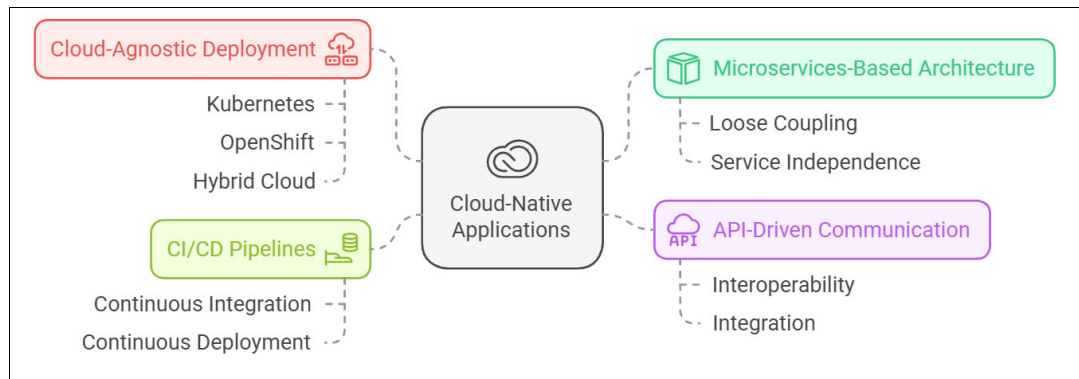 Cloud-Agnostic Deployment
Kubernetes
OpenShift
Hybrid Cloud
CI/CD Pipelines
Continuous Integration
Continuous Deployment
Cloud-Native
Applications
Microservices-Based Architecture
Loose Coupling
Service Independence
API
API-Driven Communication
Interoperability
Integration